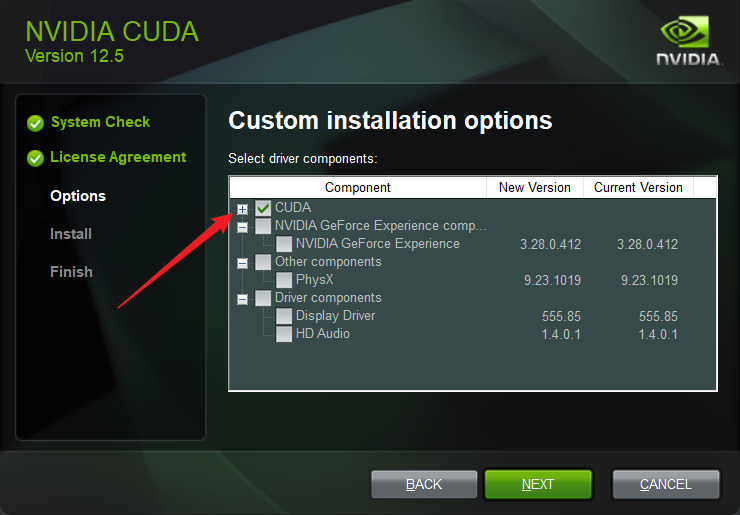 NVIDIA CUDA
Version 12.5
NVIDIA.
System Check
License Agreement
Options
Install
Finish
Custom installation options
Select driver components:
Component New Version Current Version
CUDA
NVIDIA GeForce Experience comp...
NVIDIA GeForce Experience 3.28.0.412 3.28.0.412
Other components
PhysX 9.23.1019 9.23.1019
Driver components
Display Driver 555.85 555.85
HD Audio 1.4.0.1 1.4.0.1
BACK NEXT CANCEL